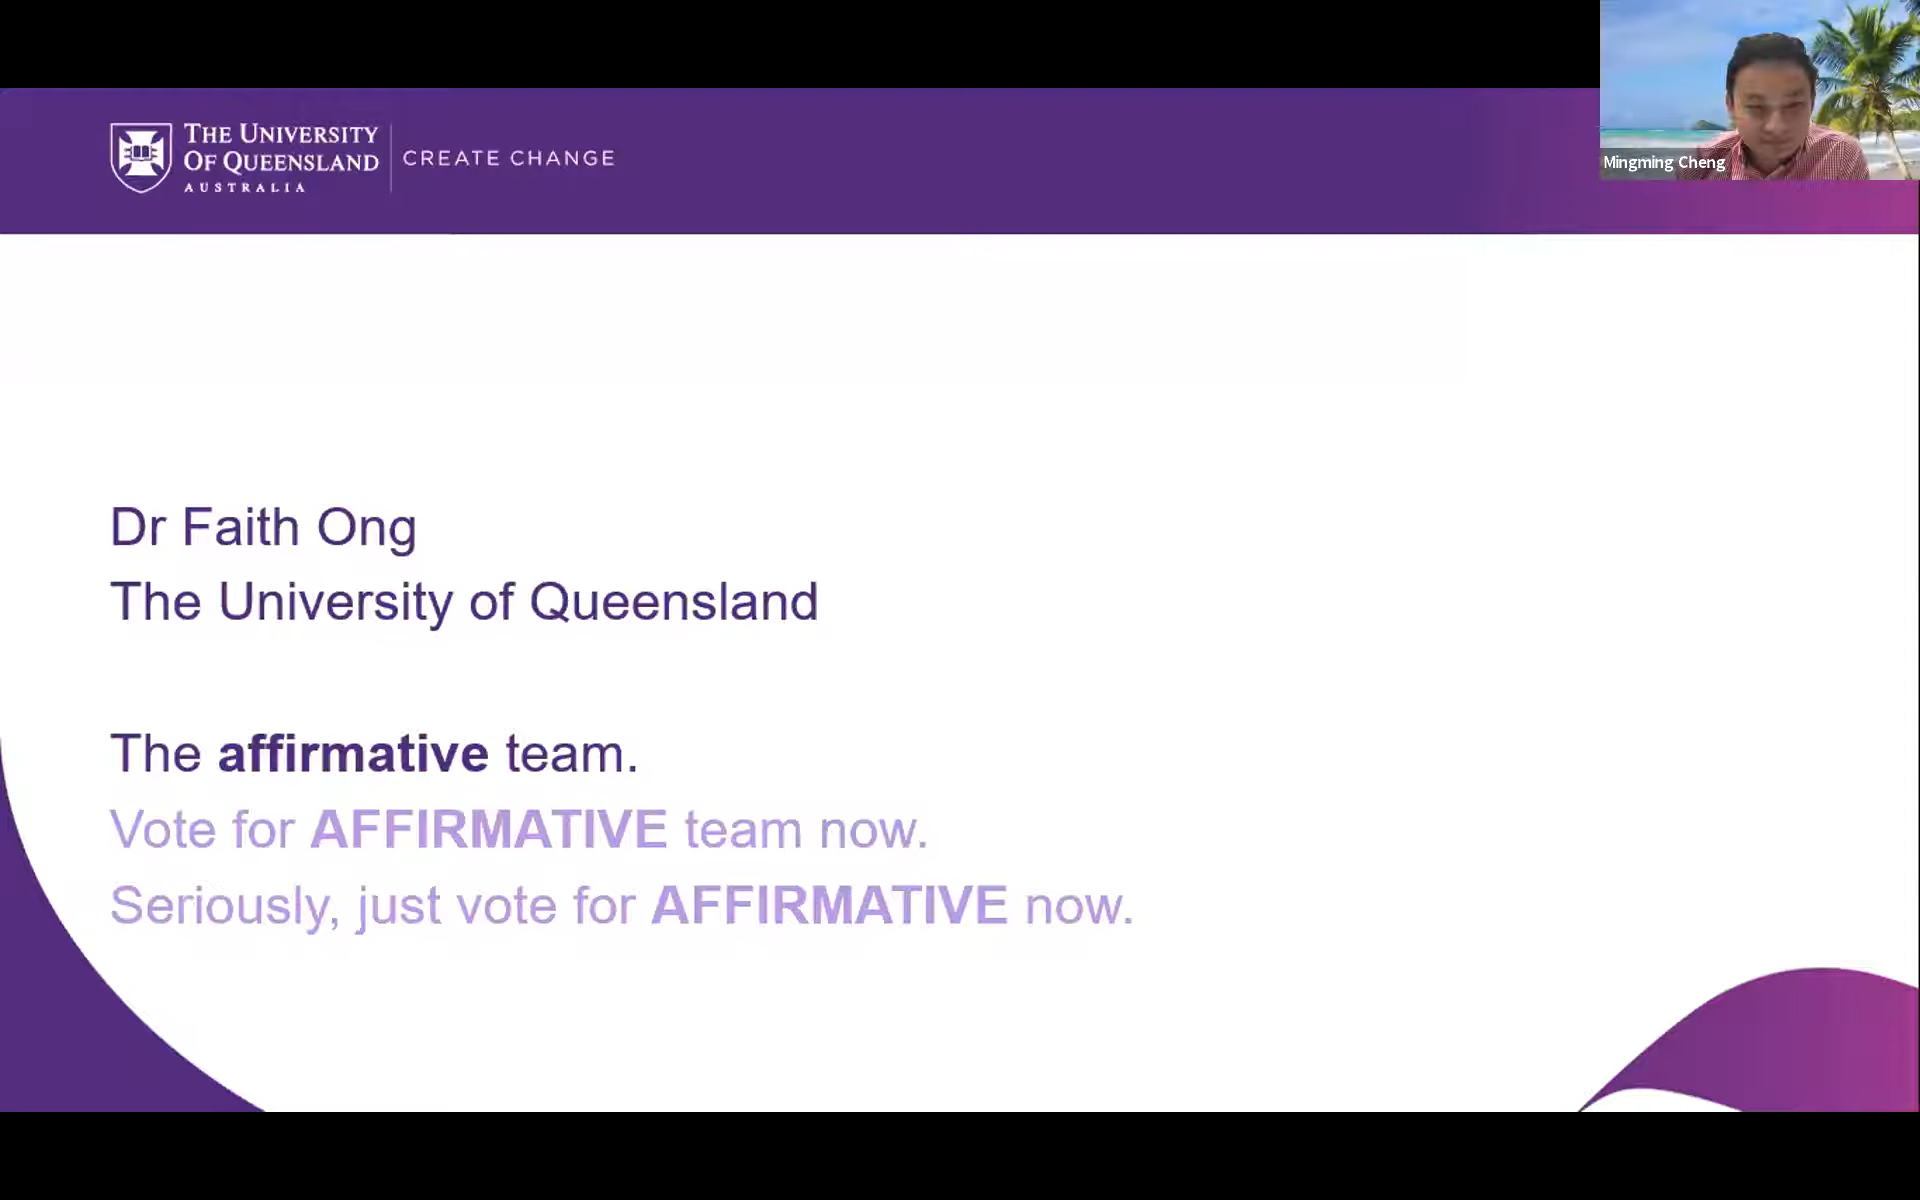 THE UNIVERSITY
OF QUEENSLAND
AUSTRALIA
CREATE CHANGE
Mingming Cheng
Dr Faith Ong
The University of Queensland
The affirmative team.
Vote for AFFIRMATIVE team now.
Seriously, just vote for AFFIRMATIVE now.